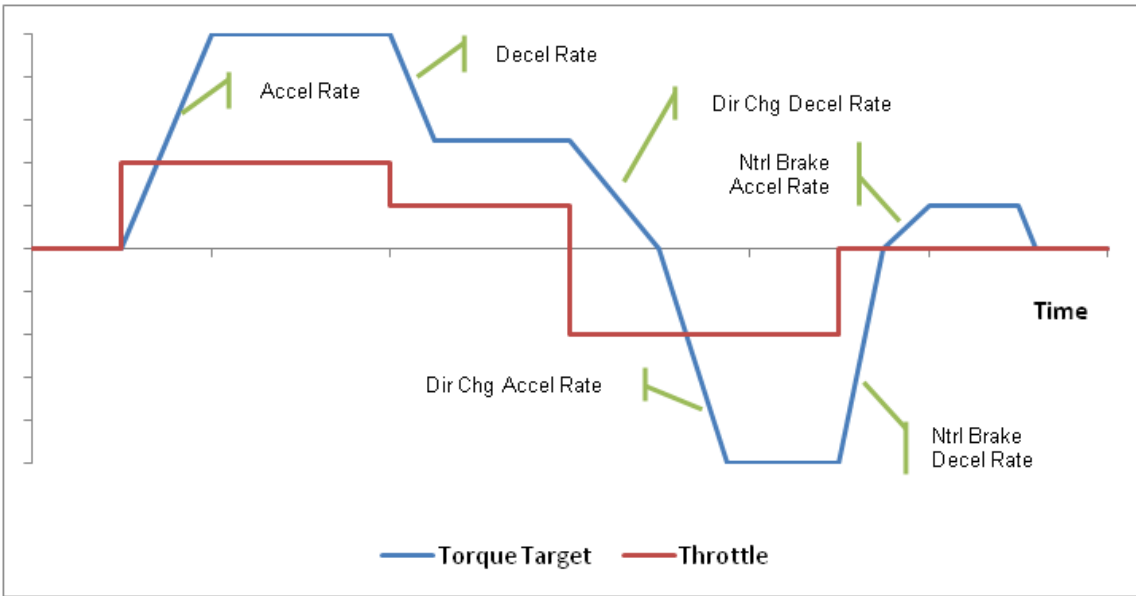 Decel Rate
Accel Rate
Dir Chg Decel Rate
Ntrl Brake
Accel Rate
Time
Dir Chg Accel Rate
Ntrl Brake
Decel Rate
Torque Target
Throttle